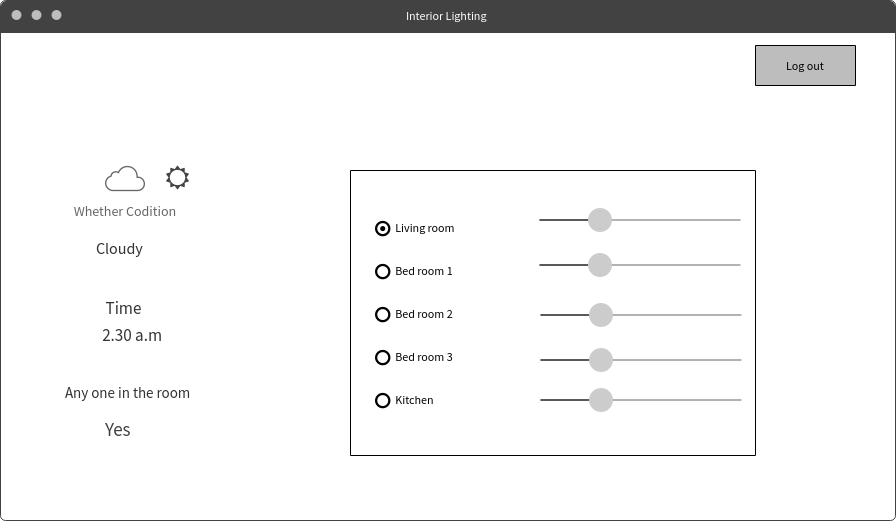 Interior Lighting
Log out
Whether Codition
Cloudy
Time
2.30 a.m
Any one in the room
Yes
Living room
Bed room 1
Bed room 2
Bed room 3
Kitchen